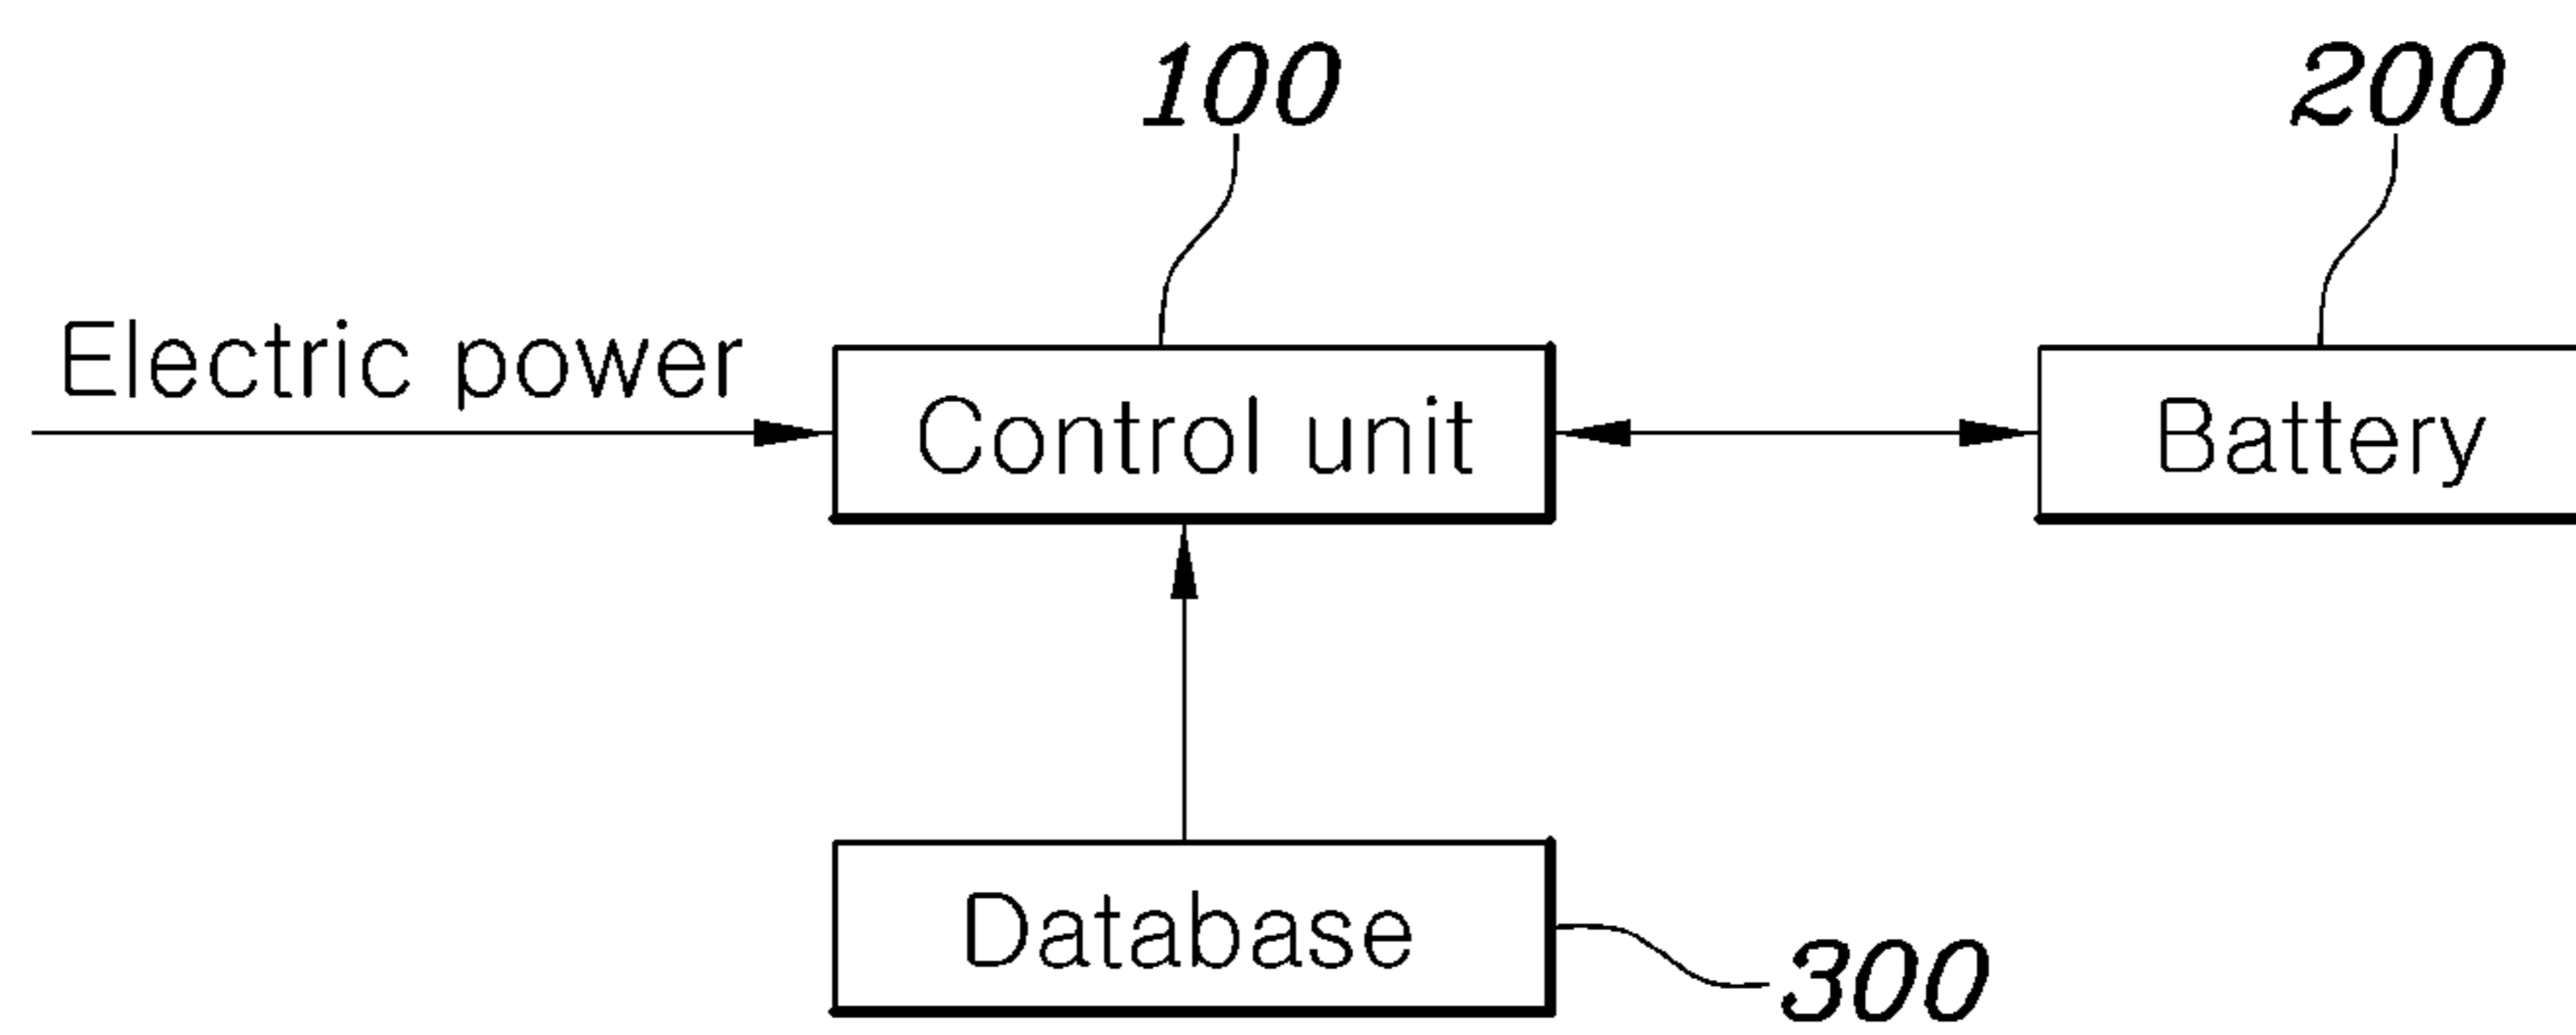 100
200
Electric power
Control unit
Battery
Database
300